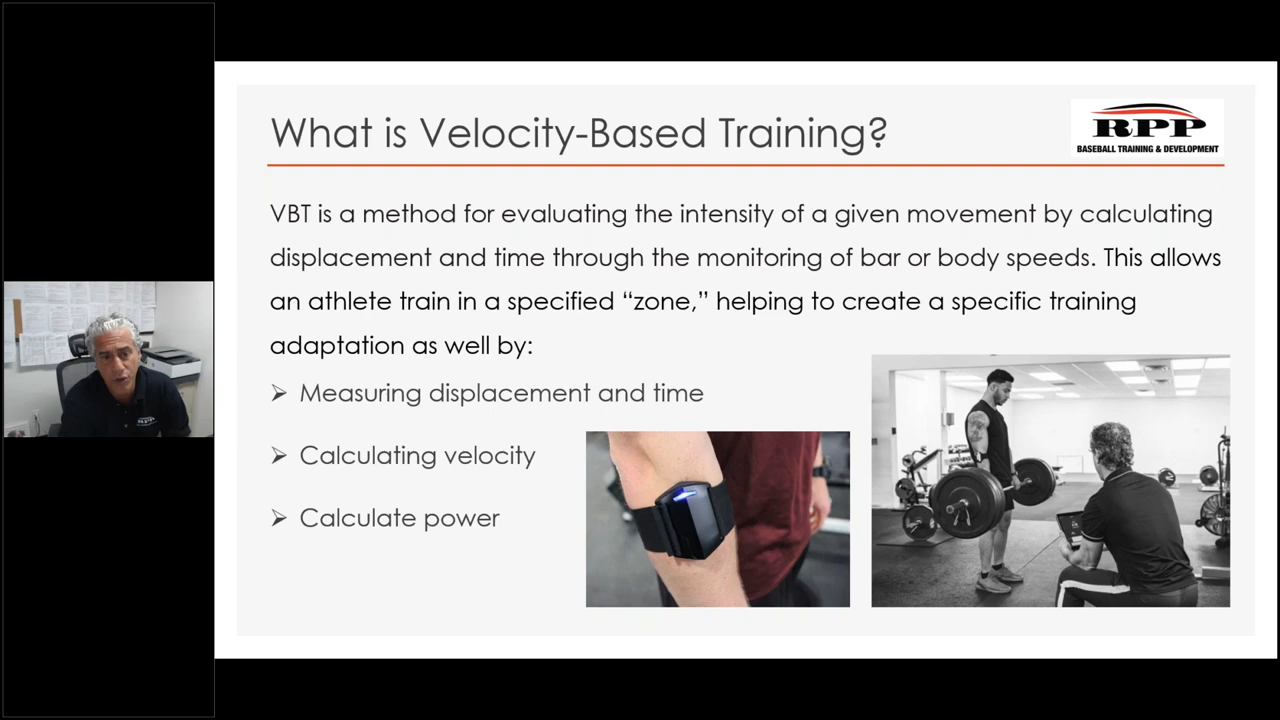 What is Velocity-Based Training?
RPP
BASEBALL TRAINING & DEVELOPMENT
VBT is a method for evaluating the intensity of a given movement by calculating
displacement and time through the monitoring of bar or body speeds. This allows
an athlete train in a specified “zone,” helping to create a specific training
adaptation as well by:
Measuring displacement and time
Calculating velocity
Calculate power